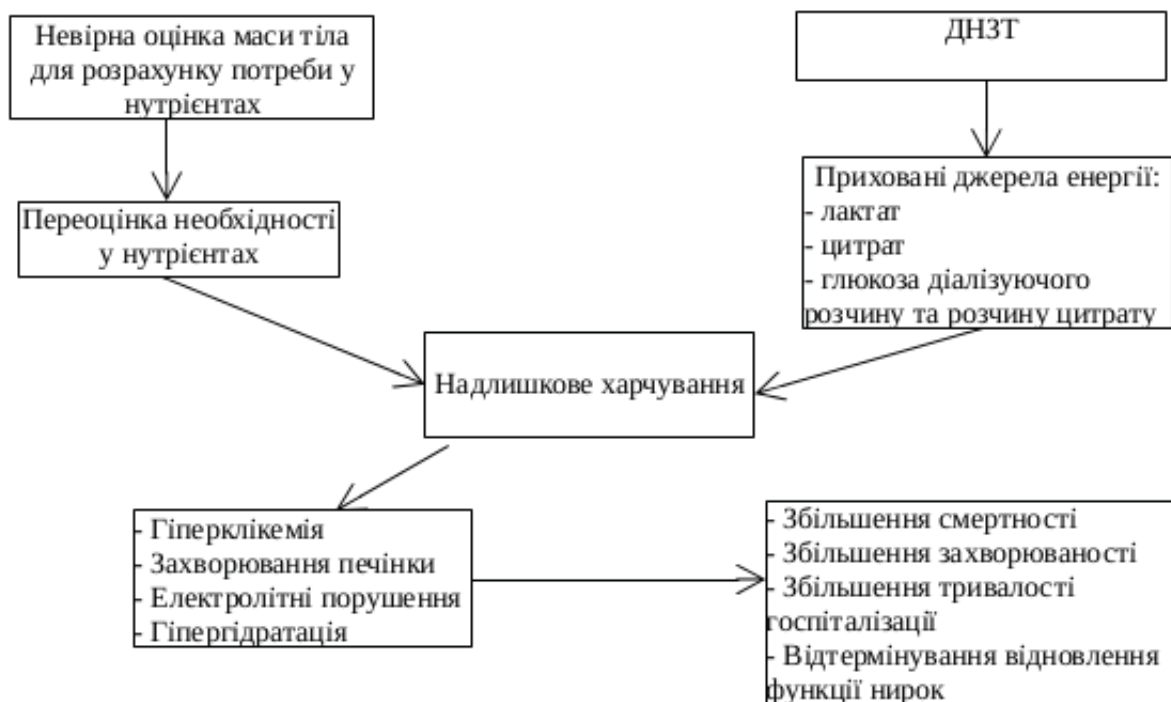 Невірна оцінка маси тіла
для розрахунку потреби у
нутрієнтах
ДНЗТ
Переоцінка необхідності
у нутрієнтах
Приховані джерела енергії:
- лактат
- цитрат
- глюкоза діалізуючого
розчину та розчину цитрату
Надлишкове харчування
- Гіперклікемія
- Захворювання печінки
- Електролітні порушення
- Гіпергідратація
- Збільшення смертності
- Збільшення захворюваності
- Збільшення тривалості
госпіталізації
- Відтермінування відновлення
функції нирок